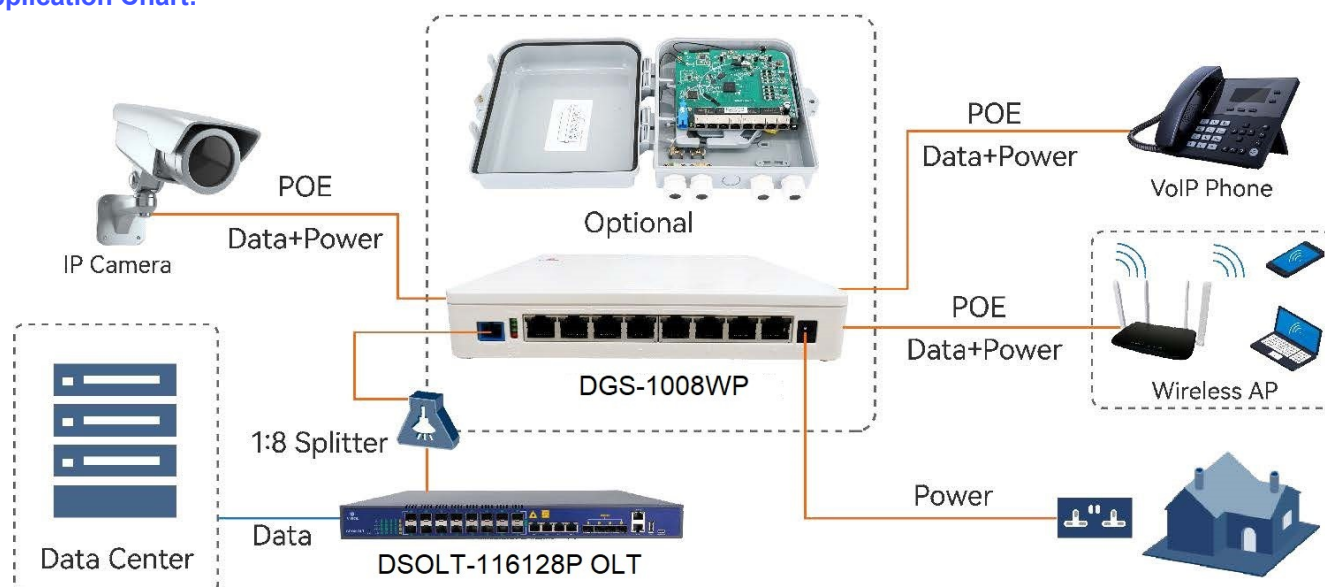 plication Chart:
POE
Data+Power
IP Camera
Optional
POE
Data+Power
VoIP Phone
DGS-1008WP
POE
Data+Power
Wireless AP
1:8 Splitter
Data Center
Data
DSOLT-116128P OLT
Power